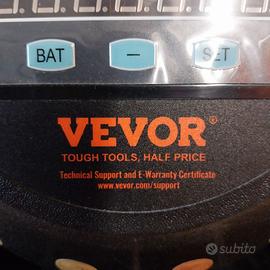 BAT — SET
VEVOR®
TOUGH TOOLS, HALF PRICE
Technical Support and E-Warranty Certificate
www.vevor.com/support
subito